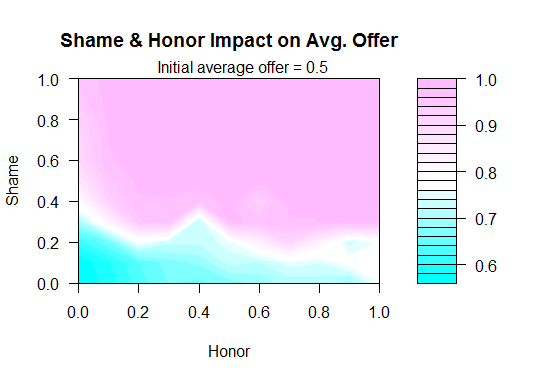 Shame & Honor Impact on Avg. Offer
Initial average offer = 0.5
1.0
0.8
0.6
0.4
0.2
0.0
Shame
0.0 0.2 0.4 0.6 0.8 1.0
Honor
1.0
0.9
0.8
0.7
0.6